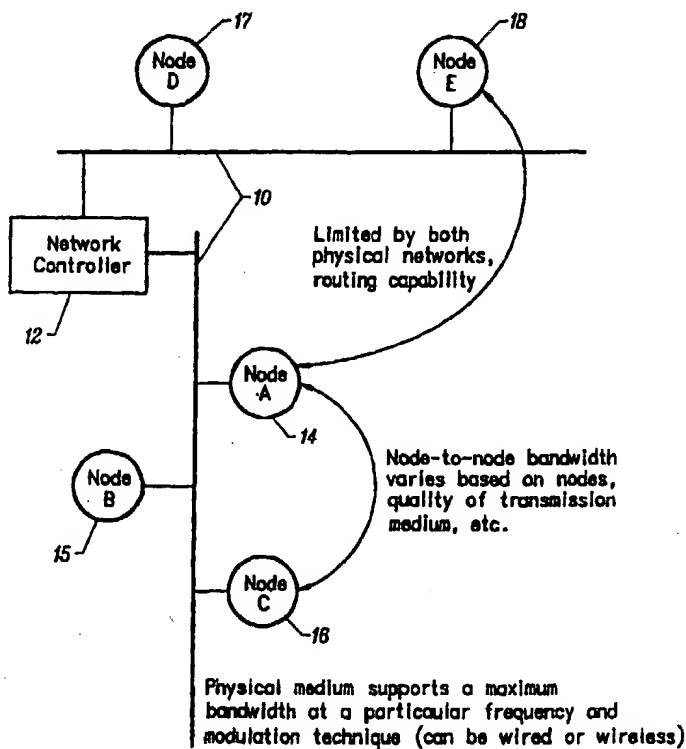 17
18
Node
D
Node
E
10
Network
Controller
12
Limited by both
physical networks,
routing capability
Node
A
14
Node-to-node bandwidth
varies based on nodes,
quality of transmission
medium, etc.
Node
B
15
Node
C
16
Physical medium supports a maximum
bandwidth at a particular frequency and
modulation technique (can be wired or wireless)